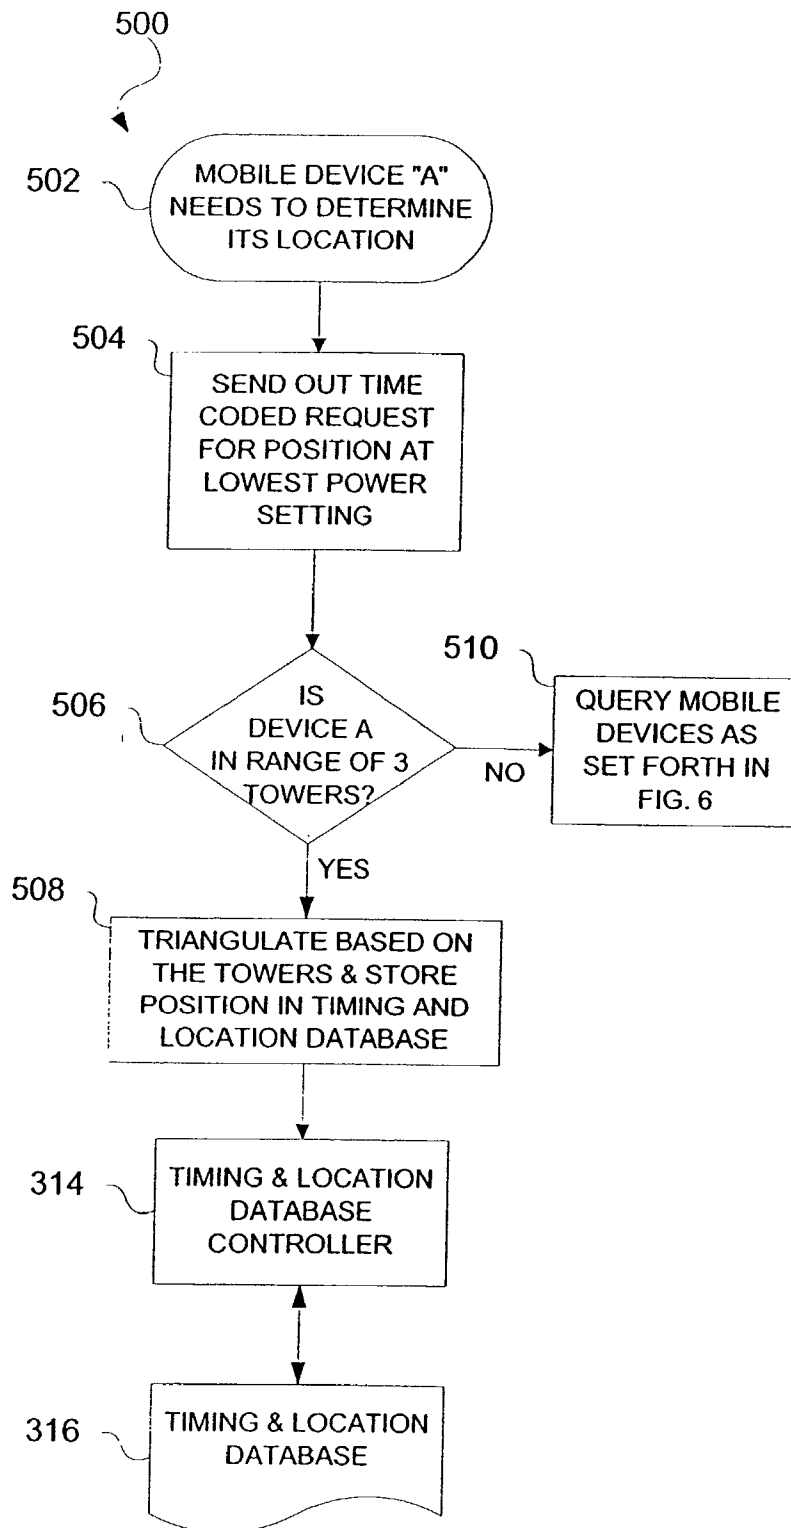 500
502
MOBILE DEVICE "A"
NEEDS TO DETERMINE
ITS LOCATION
504
SEND OUT TIME
CODED REQUEST
FOR POSITION AT
LOWEST POWER
SETTING
506
IS
DEVICE A
IN RANGE OF 3
TOWERS?
NO
510
QUERY MOBILE
DEVICES AS
SET FORTH IN
FIG. 6
YES
508
TRIANGULATE BASED ON
THE TOWERS & STORE
POSITION IN TIMING AND
LOCATION DATABASE
314
TIMING & LOCATION
DATABASE
CONTROLLER
316
TIMING & LOCATION
DATABASE